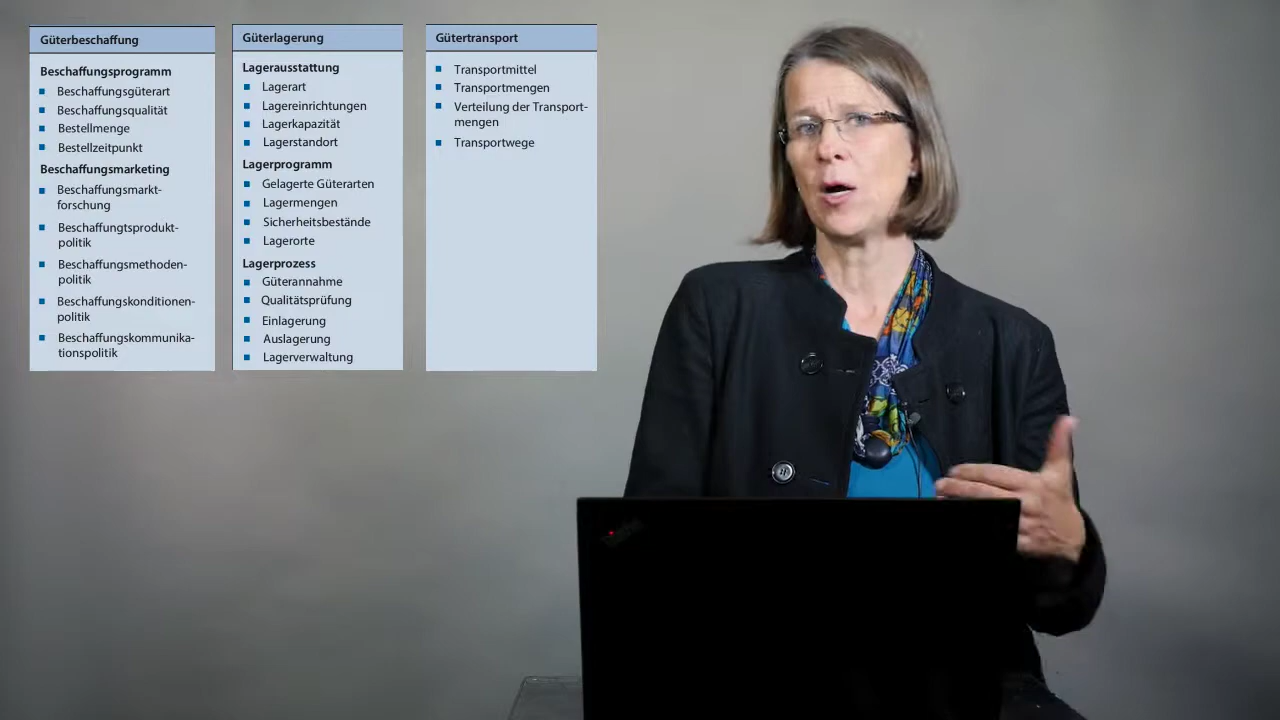 Güterbeschaffung
Beschaffungsprogramm
Beschaffungsgüterart
Beschaffungsqualität
Bestellmenge
Bestellzeitpunkt
Beschaffungsmarketing
Beschaffungsmarkt-
forschung
Beschaffungtsprodukt-
politik
Beschaffungsmethoden-
politik
Beschaffungskonditionen-
politik
Beschaffungskommunika-
tionspolitik
Güterlagerung
Lagerausstattung
Lagerart
Lagereinrichtungen
Lagerkapazität
Lagerstandort
Lagerprogramm
Gelagerte Güterarten
Lagermengen
Sicherheitsbestände
Lagerorte
Lagerprozess
Güterannahme
Qualitätsprüfung
Einlagerung
Auslagerung
Lagerverwaltung
Gütertransport
Transportmittel
Transportmengen
Verteilung der Transport-
mengen
Transportwege